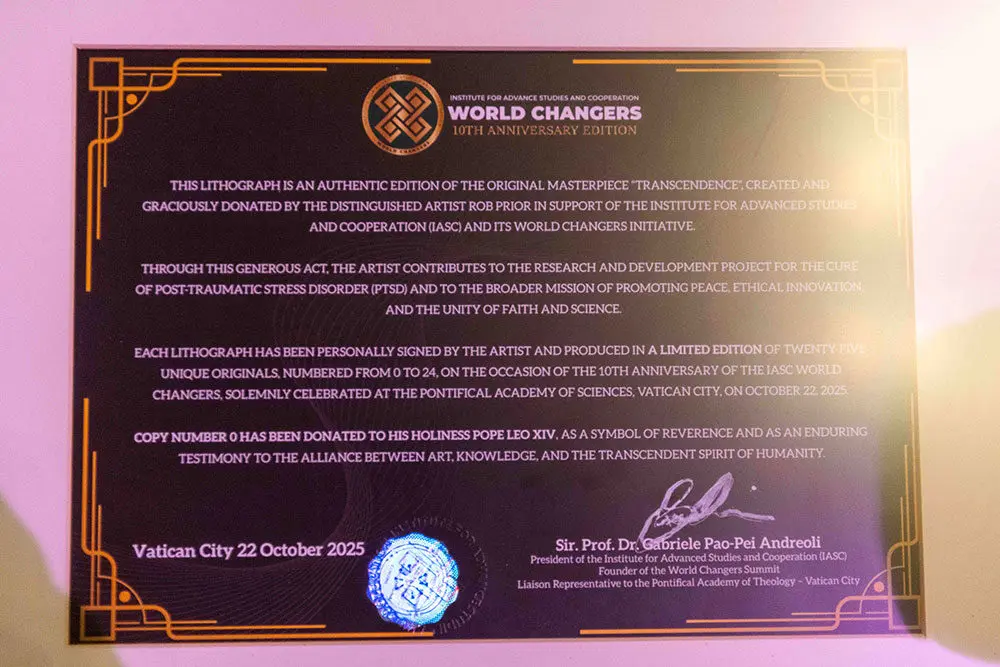 INSTITUTE FOR ADVANCE STUDIES AND COOPERATION
WORLD CHANGERS
10TH ANNIVERSARY EDITION
WORLD CHANGERS
THIS LITHOGRAPH IS AN AUTHENTIC EDITION OF THE ORIGINAL MASTERPIECE "TRANSCENDENCE", CREATED AND
GRACIOUSLY DONATED BY THE DISTINGUISHED ARTIST ROB PRIOR IN SUPPORT OF THE INSTITUTE FOR ADVANCED STUDIES
AND COOPERATION (IASC) AND ITS WORLD CHANGERS INITIATIVE.
THROUGH THIS GENEROUS ACT, THE ARTIST CONTRIBUTES TO THE RESEARCH AND DEVELOPMENT PROJECT FOR THE CURE
OF POST-TRAUMATIC STRESS DISORDER (PTSD) AND TO THE BROADER MISSION OF PROMOTING PEACE, ETHICAL INNOVATION,
AND THE UNITY OF FAITH AND SCIENCE.
EACH LITHOGRAPH HAS BEEN PERSONALLY SIGNED BY THE ARTIST AND PRODUCED IN A LIMITED EDITION OF TWENTY-FIVE
UNIQUE ORIGINALS, NUMBERED FROM 0 TO 24, ON THE OCCASION OF THE 10TH ANNIVERSARY OF THE IASC WORLD
CHANGERS, SOLEMNLY CELEBRATED AT THE PONTIFICAL ACADEMY OF SCIENCES, VATICAN CITY, ON OCTOBER 22, 2025.
COPY NUMBER 0 HAS BEEN DONATED TO HIS HOLINESS POPE LEO XIV, AS A SYMBOL OF REVERENCE AND AS AN ENDURING
TESTIMONY TO THE ALLIANCE BETWEEN ART, KNOWLEDGE, AND THE TRANSCENDENT SPIRIT OF HUMANITY.
Vatican City 22 October 2025
Sir. Prof. Dr. Gabriele Pao-Pei Andreoli
President of the Institute for Advanced Studies and Cooperation (IASC)
Founder of the World Changers Summit
Liaison Representative to the Pontifical Academy of Theology – Vatican City